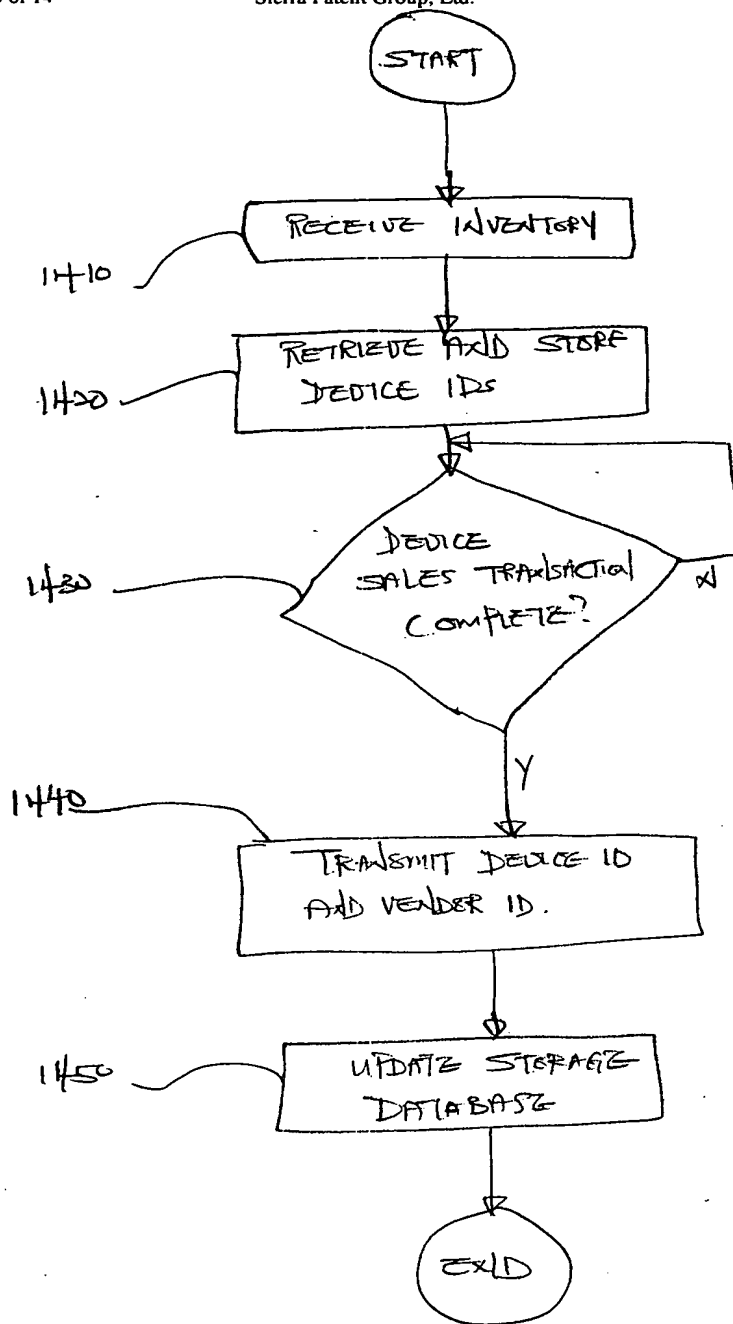 Sierra Patent Group, Ltd.
START
RECEIVE INVENTORY
1410
RETRIEVE AND STORE
DEVICE IDs
1420
DEVICE
SALES TRANSACTION
COMPLETE?
N
1430
Y
1440
TRANSMIT DEVICE ID
AND VENDER ID.
1450
UPDATE STORAGE
DATABASE
END